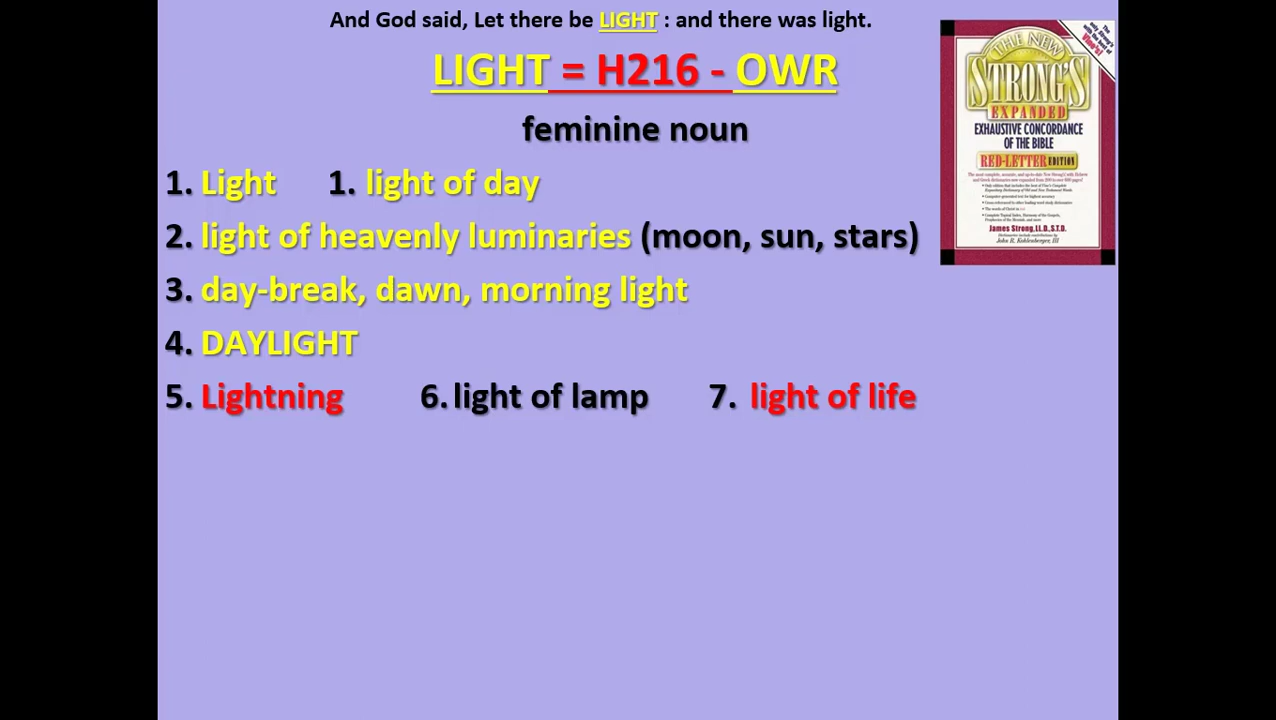 And God said, Let there be LIGHT : and there was light.
LIGHT = H216 - OWR
feminine noun
1. Light 1. light of day
2. light of heavenly luminaries (moon, sun, stars)
3. day-break, dawn, morning light
4. DAYLIGHT
5. Lightning 6. light of lamp 7. light of life
THE NEW
STRONG'S
EXPANDED
EXHAUSTIVE CONCORDANCE
OF THE BIBLE
RED-LETTER EDITION
James Strong, LL.D., S.T.D.
John R. Kohlenberger, III